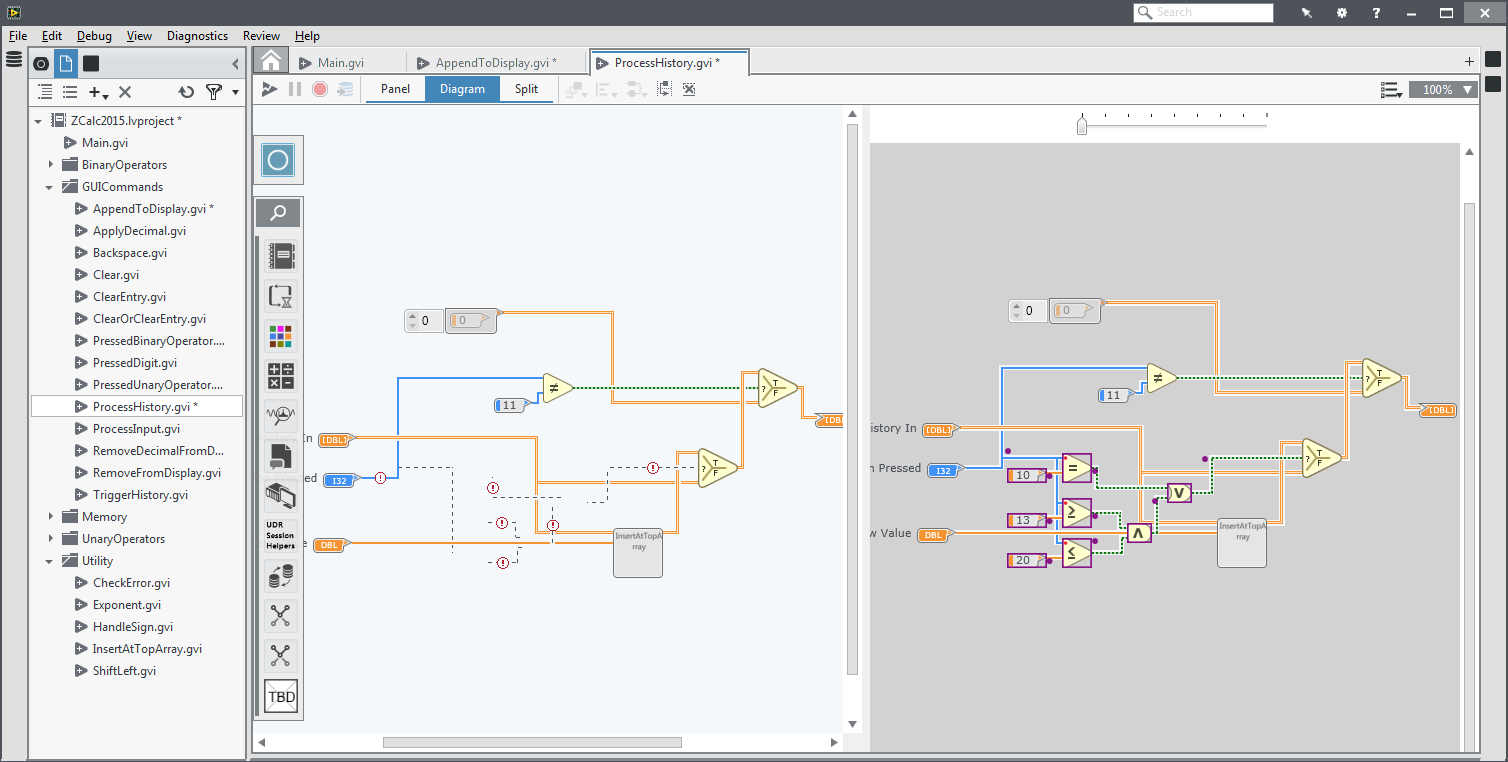 Search
File Edit Debug View Diagnostics Review Help
Main.gvi AppendToDisplay.gvi * ProcessHistory.gvi *
Panel Diagram Split 100%
ZCalc2015.lvproject *
Main.gvi
BinaryOperators
GUICommands
AppendToDisplay.gvi *
ApplyDecimal.gvi
Backspace.gvi
Clear.gvi
ClearEntry.gvi
ClearOrClearEntry.gvi
PressedBinaryOperator....
PressedDigit.gvi
PressedUnaryOperator....
ProcessHistory.gvi *
ProcessInput.gvi
RemoveDecimalFromD...
RemoveFromDisplay.gvi
TriggerHistory.gvi
Memory
UnaryOperators
Utility
CheckError.gvi
Exponent.gvi
HandleSign.gvi
InsertAtTopArray.gvi
ShiftLeft.gvi
UDR
Session
Helpers
TBD
0 0
≠
11
? T
F
[DBL]
In [DBL]
ed I32
? T
F
e DBL
InsertAtTopA
rray
0 0
≠
11
? T
F
[DBL]
istory In [DBL]
n Pressed I32
10 =
? T
F
13 ≥
V
w Value DBL
Λ
InsertAtTopA
rray
20 ≤